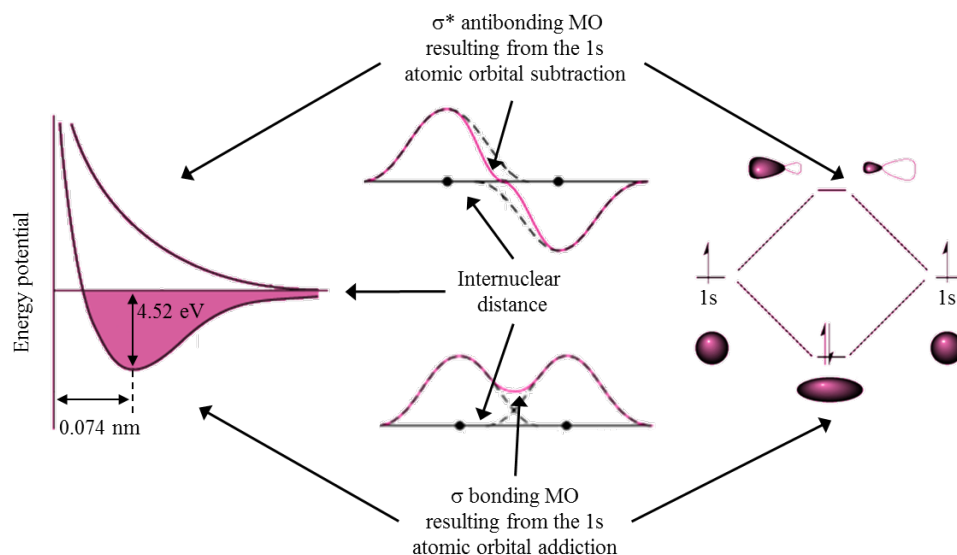 σ* antibonding MO
resulting from the 1s
atomic orbital subtraction
Energy potential
4.52 eV
0.074 nm
Internuclear
distance
1s
1s
σ bonding MO
resulting from the 1s
atomic orbital addiction